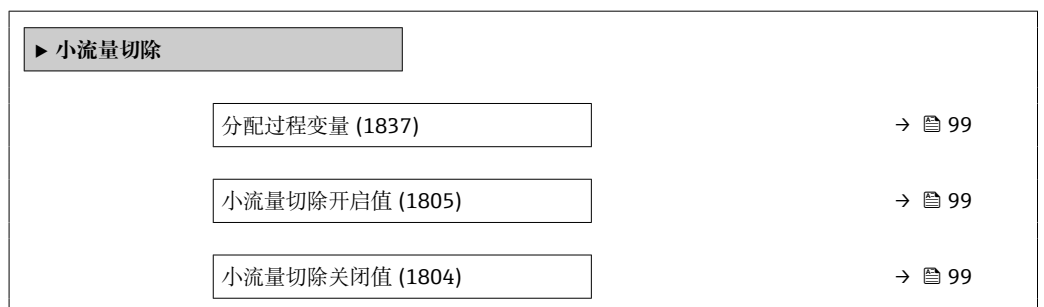 ▶ 小流量切除
分配过程变量 (1837) → 🗎 99
小流量切除开启值 (1805) → 🗎 99
小流量切除关闭值 (1804) → 🗎 99